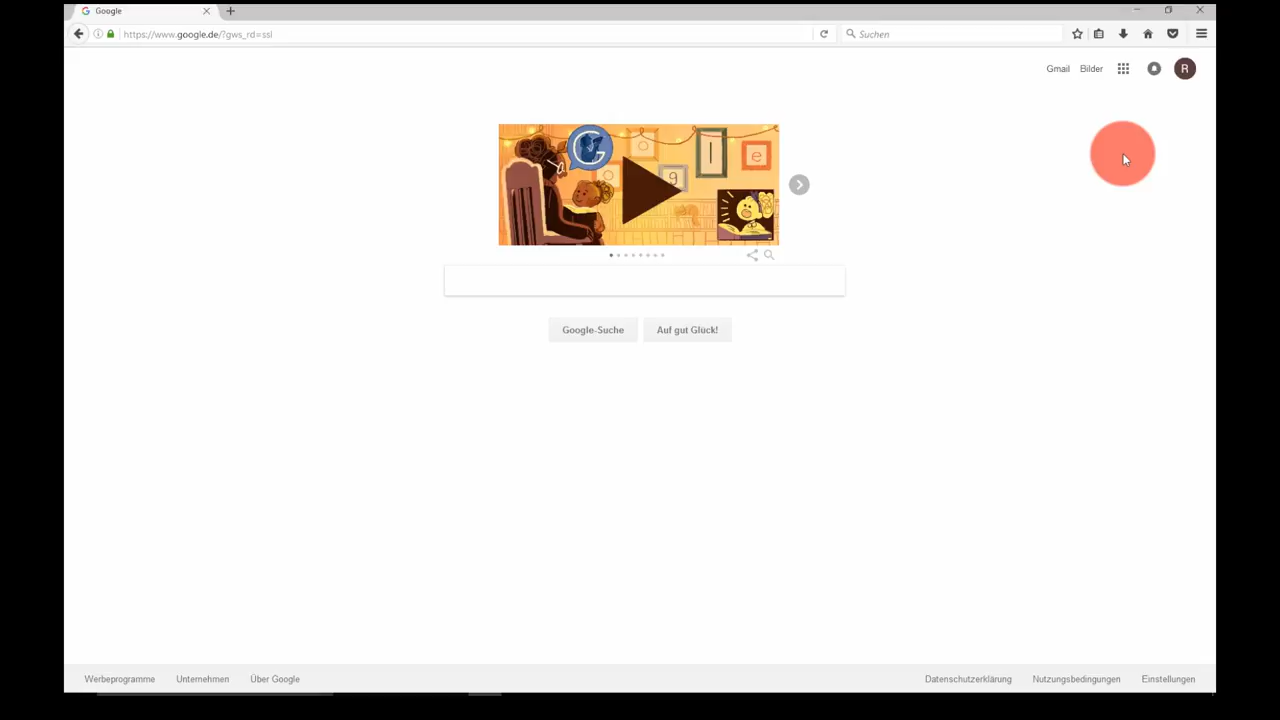 Google
https://www.google.de/?gws_rd=ssl
Suchen
Gmail Bilder
R
G o o g l e
Google-Suche Auf gut Glück!
Werbeprogramme Unternehmen Über Google
Datenschutzerklärung Nutzungsbedingungen Einstellungen